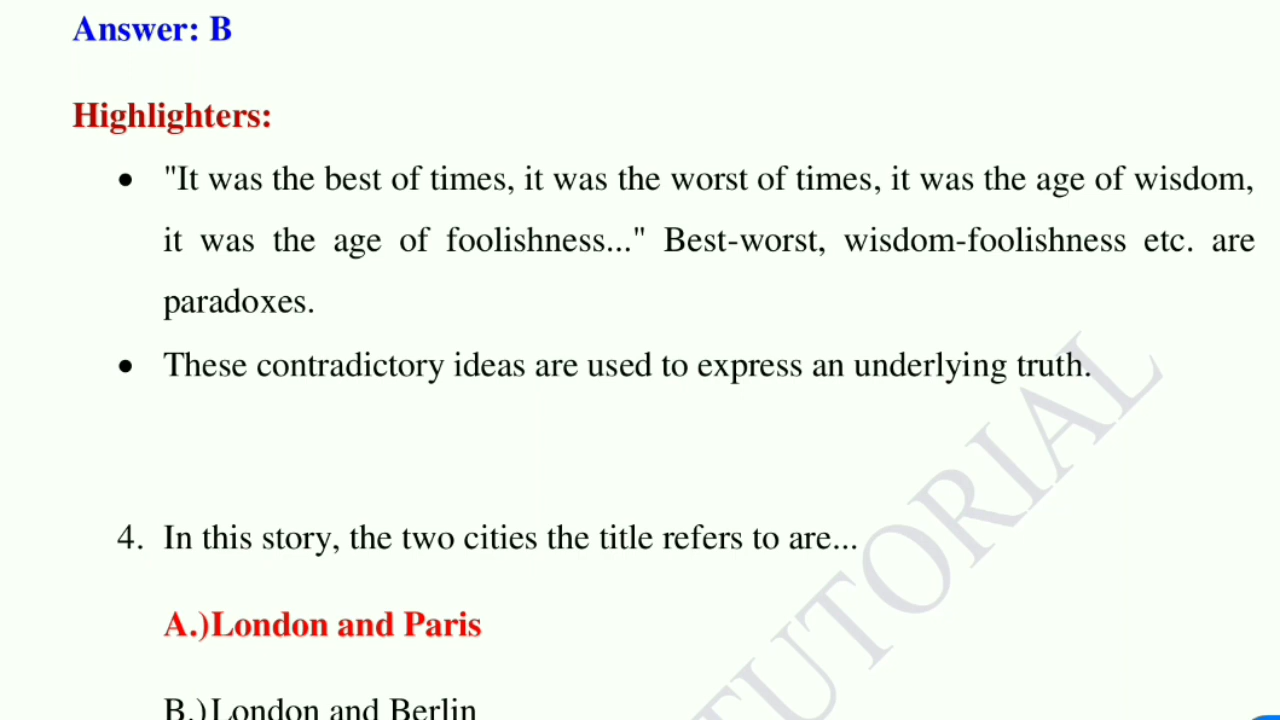 Answer: B
Highlighters:
• "It was the best of times, it was the worst of times, it was the age of wisdom,
it was the age of foolishness..." Best-worst, wisdom-foolishness etc. are
paradoxes.
• These contradictory ideas are used to express an underlying truth.
4. In this story, the two cities the title refers to are...
A.)London and Paris
B.)London and Berlin
TUTORIAL